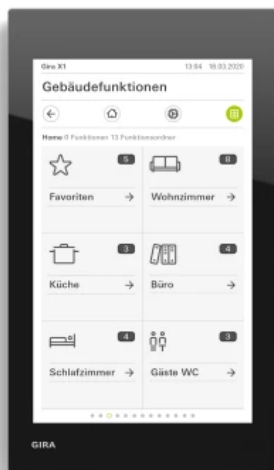 Gira X1 13:04 18.03.2020
Gebäudefunktionen
Home 0 Funktionen 13 Funktionsordner
5 8
Favoriten Wohnzimmer
3 4
Küche Büro
4 3
Schlafzimmer Gäste WC
GIRA